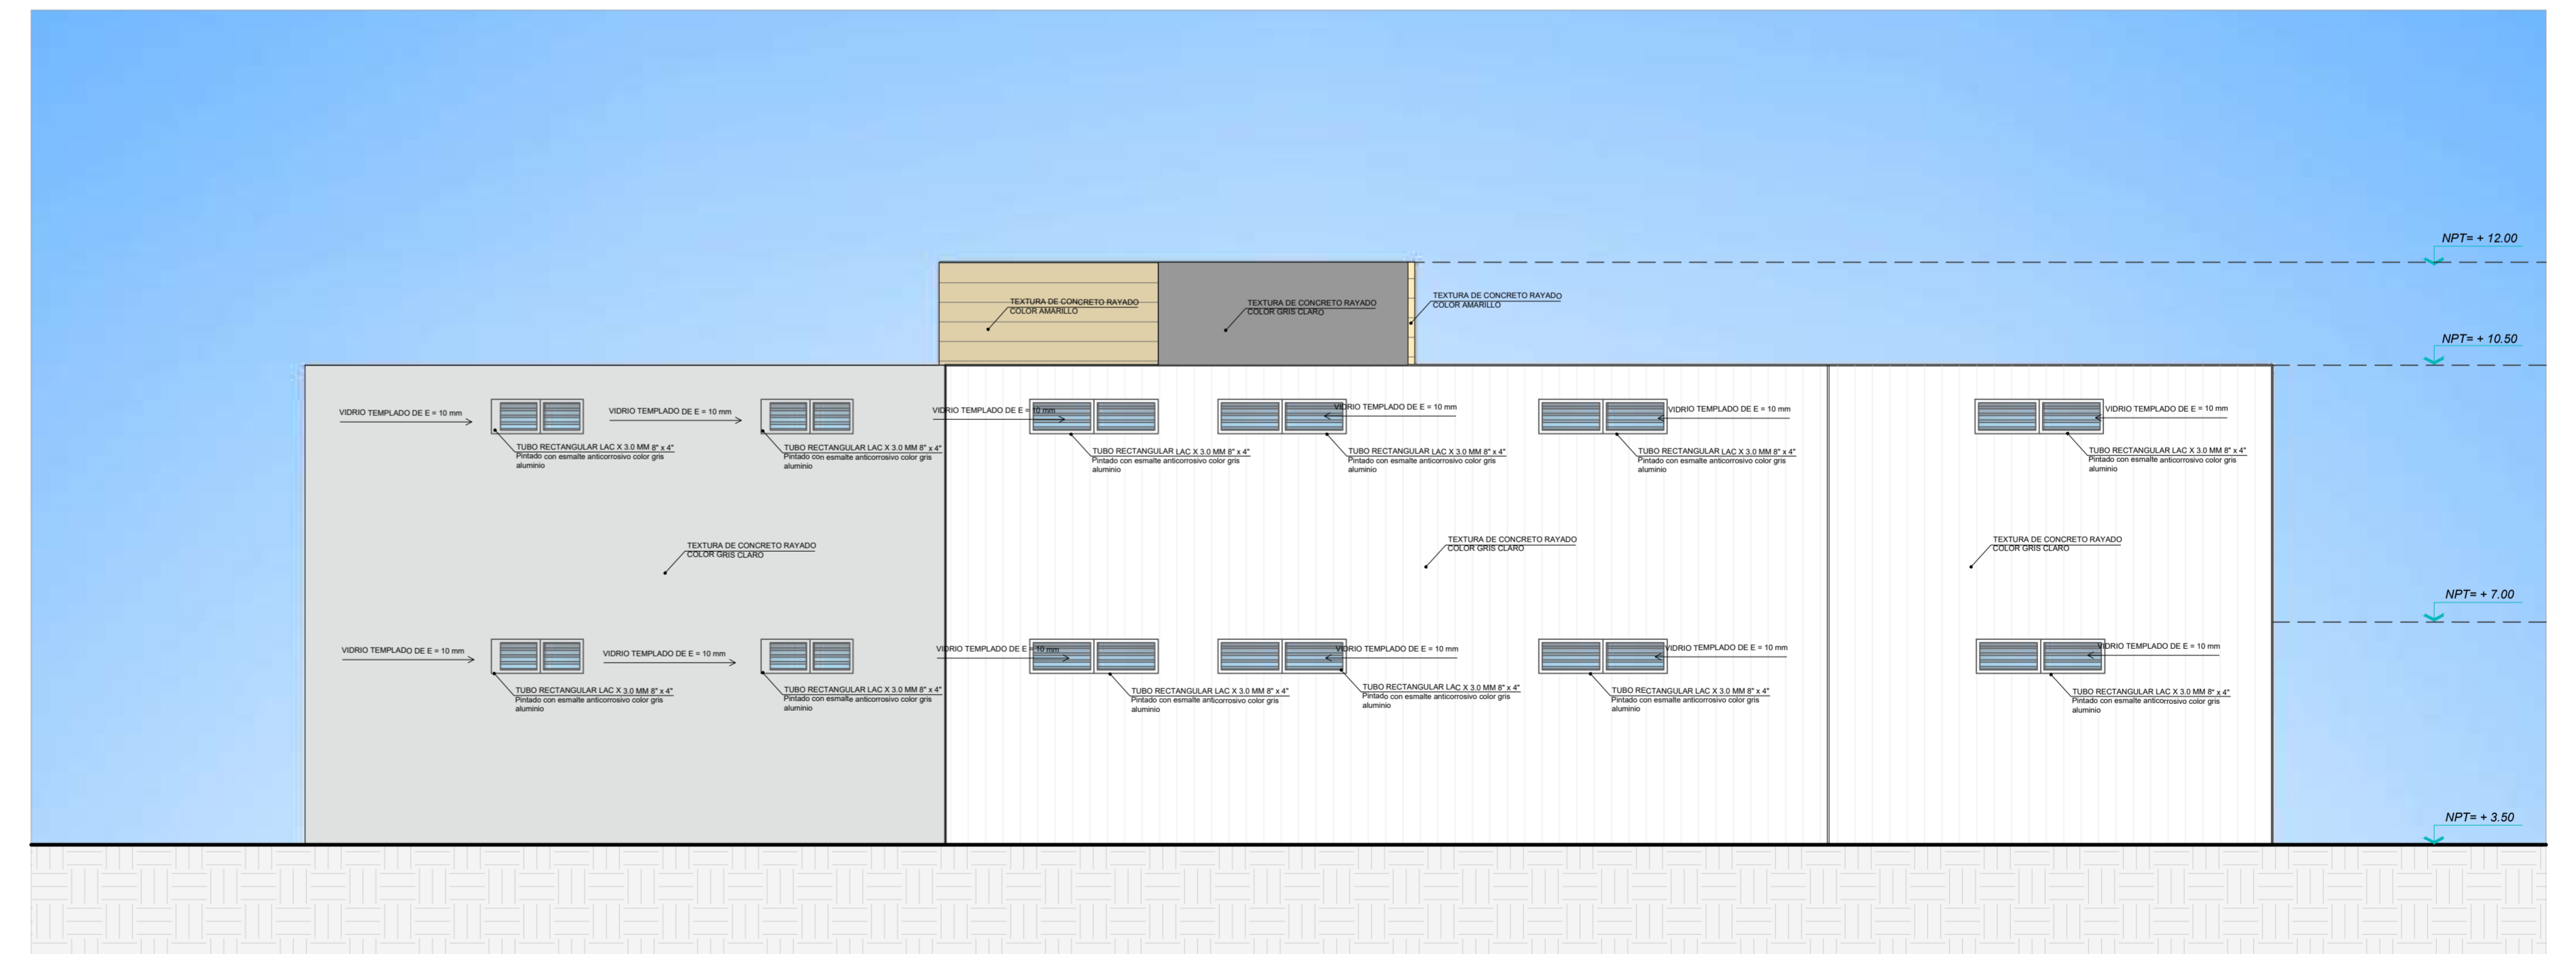 NPT= + 12.00
TEXTURA DE CONCRETO RAYADO
COLOR AMARILLO
TEXTURA DE CONCRETO RAYADO
COLOR GRIS CLARO
TEXTURA DE CONCRETO RAYADO
COLOR AMARILLO
NPT= + 10.50
VIDRIO TEMPLADO DE E = 10 mm
VIDRIO TEMPLADO DE E = 10 mm
VIDRIO TEMPLADO DE E = 10 mm
VIDRIO TEMPLADO DE E = 10 mm
VIDRIO TEMPLADO DE E = 10 mm
VIDRIO TEMPLADO DE E = 10 mm
TUBO RECTANGULAR LAC X 3.0 MM 8" x 4"
Pintado con esmalte anticorrosivo color gris
aluminio
TUBO RECTANGULAR LAC X 3.0 MM 8" x 4"
Pintado con esmalte anticorrosivo color gris
aluminio
TUBO RECTANGULAR LAC X 3.0 MM 8" x 4"
Pintado con esmalte anticorrosivo color gris
aluminio
TUBO RECTANGULAR LAC X 3.0 MM 8" x 4"
Pintado con esmalte anticorrosivo color gris
aluminio
TUBO RECTANGULAR LAC X 3.0 MM 8" x 4"
Pintado con esmalte anticorrosivo color gris
aluminio
TUBO RECTANGULAR LAC X 3.0 MM 8" x 4"
Pintado con esmalte anticorrosivo color gris
aluminio
TEXTURA DE CONCRETO RAYADO
COLOR GRIS CLARO
TEXTURA DE CONCRETO RAYADO
COLOR GRIS CLARO
TEXTURA DE CONCRETO RAYADO
COLOR GRIS CLARO
NPT= + 7.00
VIDRIO TEMPLADO DE E = 10 mm
VIDRIO TEMPLADO DE E = 10 mm
VIDRIO TEMPLADO DE E = 10 mm
VIDRIO TEMPLADO DE E = 10 mm
VIDRIO TEMPLADO DE E = 10 mm
VIDRIO TEMPLADO DE E = 10 mm
TUBO RECTANGULAR LAC X 3.0 MM 8" x 4"
Pintado con esmalte anticorrosivo color gris
aluminio
TUBO RECTANGULAR LAC X 3.0 MM 8" x 4"
Pintado con esmalte anticorrosivo color gris
aluminio
TUBO RECTANGULAR LAC X 3.0 MM 8" x 4"
Pintado con esmalte anticorrosivo color gris
aluminio
TUBO RECTANGULAR LAC X 3.0 MM 8" x 4"
Pintado con esmalte anticorrosivo color gris
aluminio
TUBO RECTANGULAR LAC X 3.0 MM 8" x 4"
Pintado con esmalte anticorrosivo color gris
aluminio
TUBO RECTANGULAR LAC X 3.0 MM 8" x 4"
Pintado con esmalte anticorrosivo color gris
aluminio
NPT= + 3.50